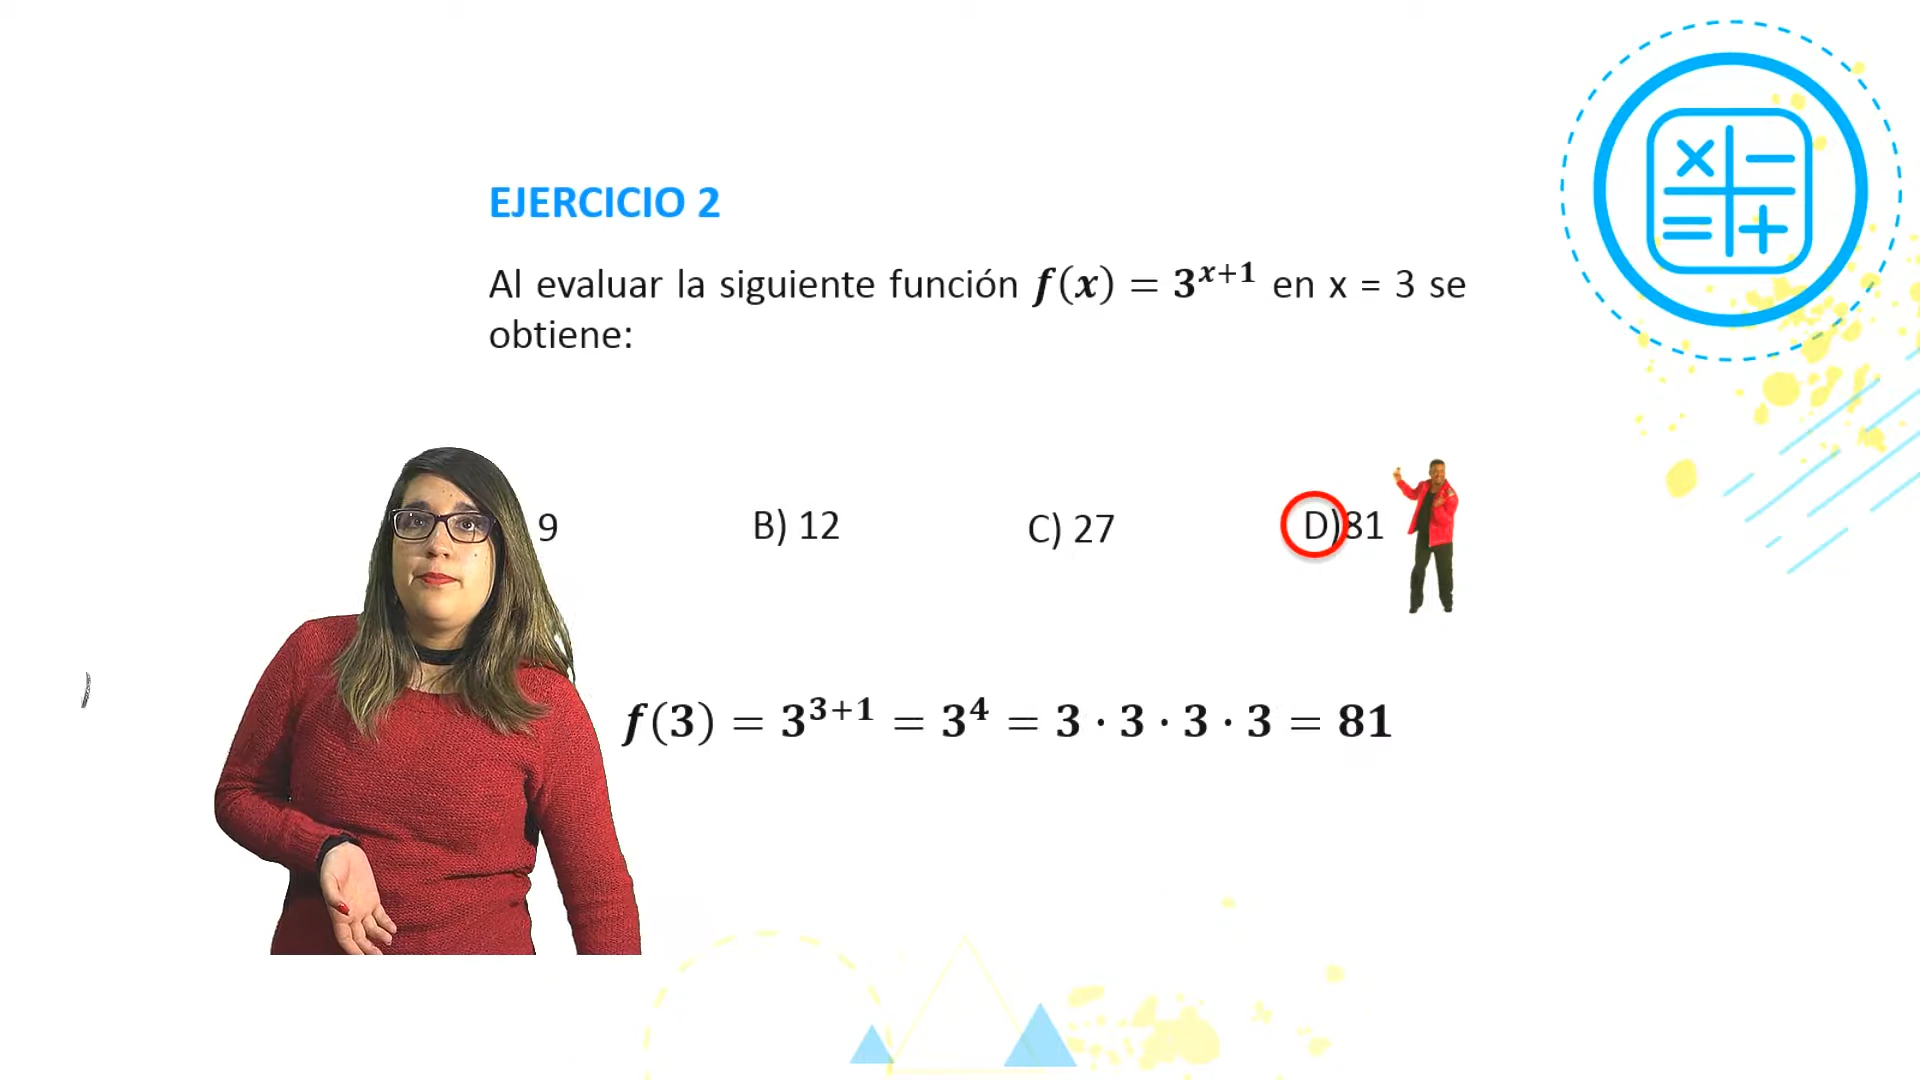 EJERCICIO 2
Al evaluar la siguiente función f(x) = 3^{x+1} en x = 3 se
obtiene:
9 B) 12 C) 27 D)81
f(3) = 3^{3+1} = 3^4 = 3 · 3 · 3 · 3 = 81